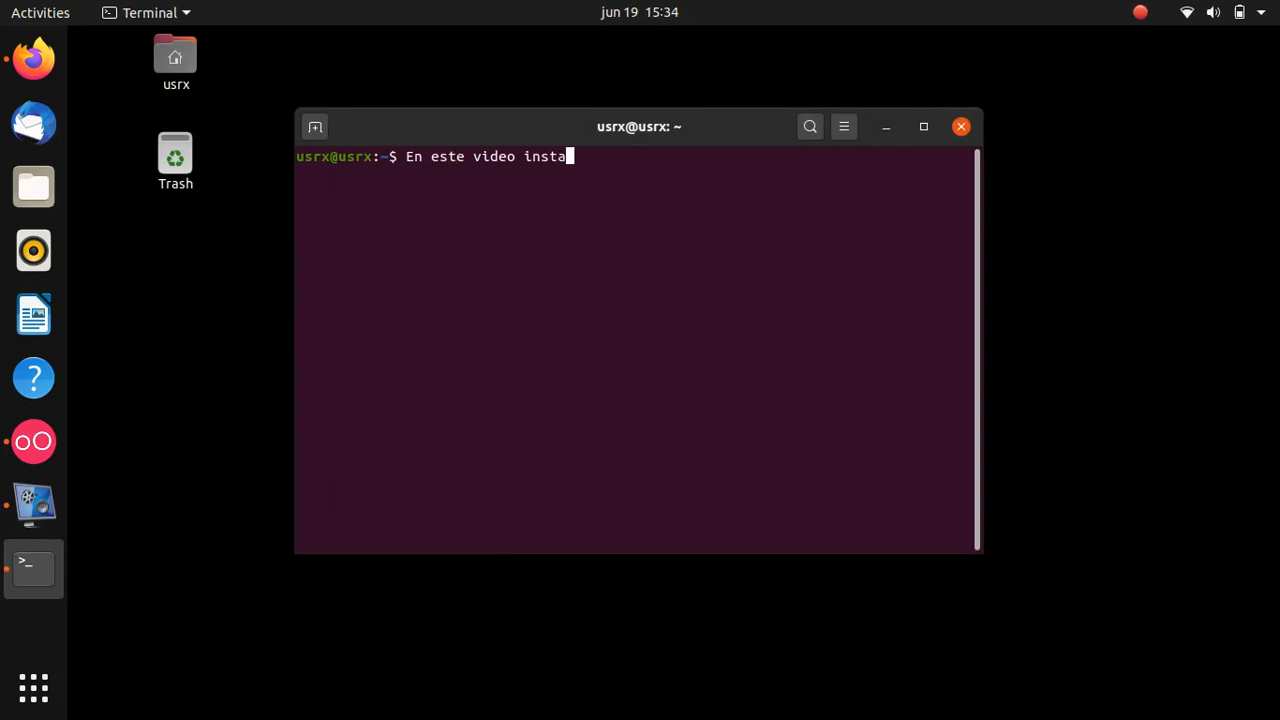 Activities
Terminal
jun 19 15:34
usrx
Trash
usrx@usrx: ~
usrx@usrx:~$ En este video insta